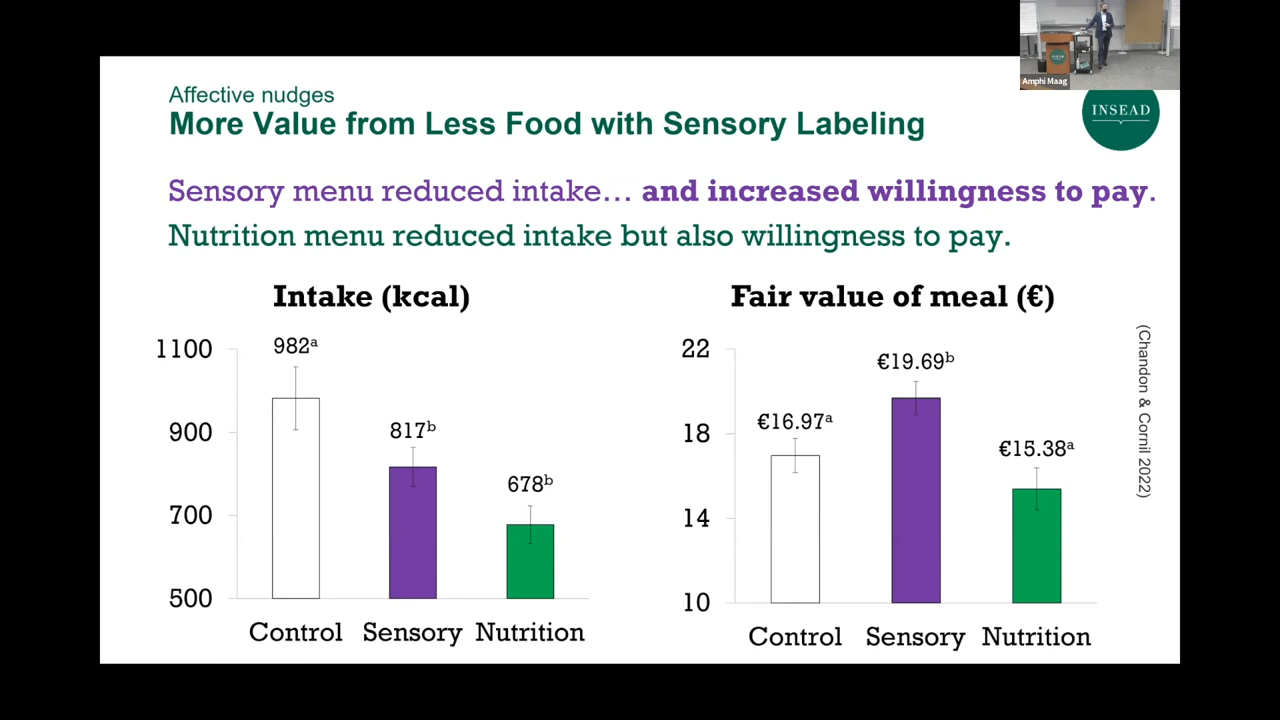 Amphi Maag
INSEAD
Affective nudges
More Value from Less Food with Sensory Labeling
INSEAD
Sensory menu reduced intake… and increased willingness to pay.
Nutrition menu reduced intake but also willingness to pay.
Intake (kcal)
1100
900
700
500
982ᵃ
817ᵇ
678ᵇ
Control Sensory Nutrition
Fair value of meal (€)
22
18
14
10
€16.97ᵃ
€19.69ᵇ
€15.38ᵃ
Control Sensory Nutrition
(Chandon & Cornil 2022)